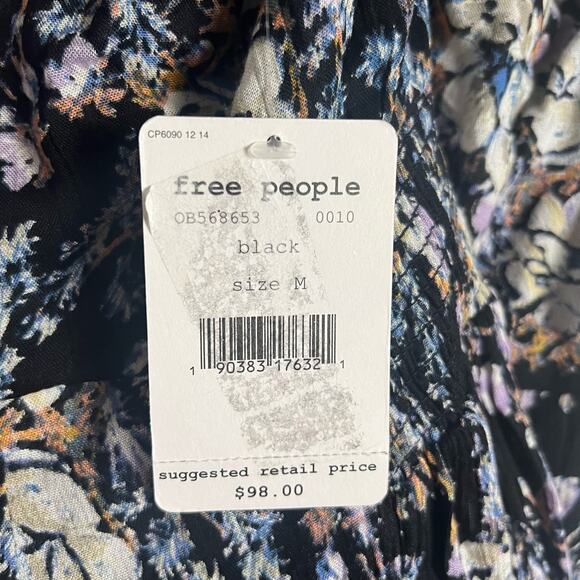 CP6090 12 14
free people
OB568653 0010
black
size M
1 90383 17632 1
suggested retail price
$98.00